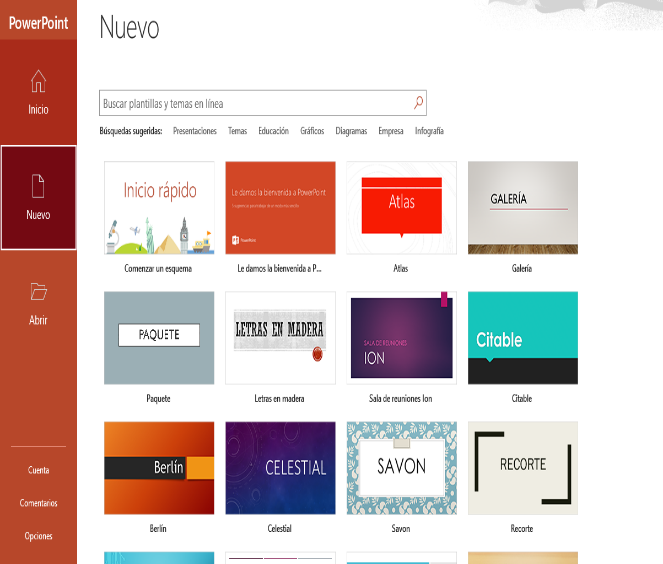 PowerPoint
Nuevo
Inicio
Nuevo
Abrir
Cuenta
Comentarios
Opciones
Buscar plantillas y temas en línea
Búsquedas sugeridas: Presentaciones Temas Educación Gráficos Diagramas Empresa Infografía
Inicio rápido
Comenzar un esquema
Le damos la bienvenida a PowerPoint
PowerPoint
Le damos la bienvenida a P...
Atlas
Atlas
GALERÍA
Galería
PAQUETE
Paquete
LETRAS EN MADERA
Letras en madera
SALA DE REUNIONES
ION
Sala de reuniones Ion
Citable
Citable
Berlín
Berlín
CELESTIAL
Celestial
SAVON
Savon
RECORTE
Recorte